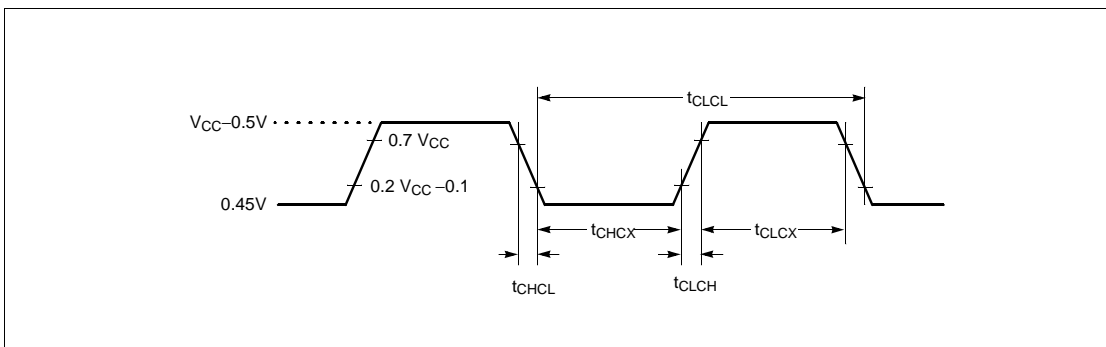 tCLCL
VCC–0.5V
0.7 VCC
0.2 VCC –0.1
0.45V
tCHCX
tCLCX
tCHCL
tCLCH